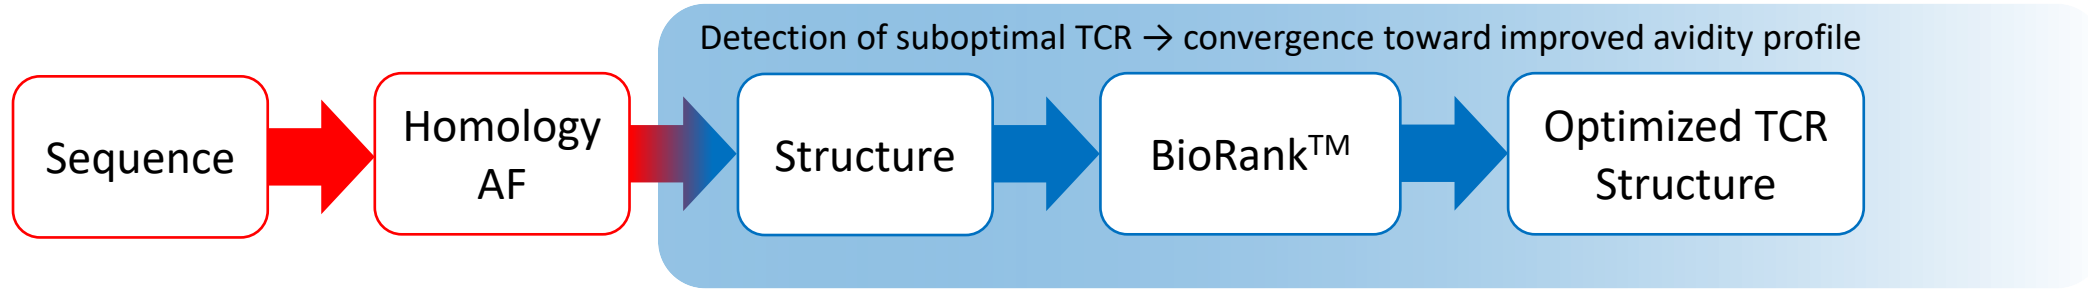 Detection of suboptimal TCR → convergence toward improved avidity profile
Sequence
Homology
AF
Structure
BioRank™
Optimized TCR
Structure